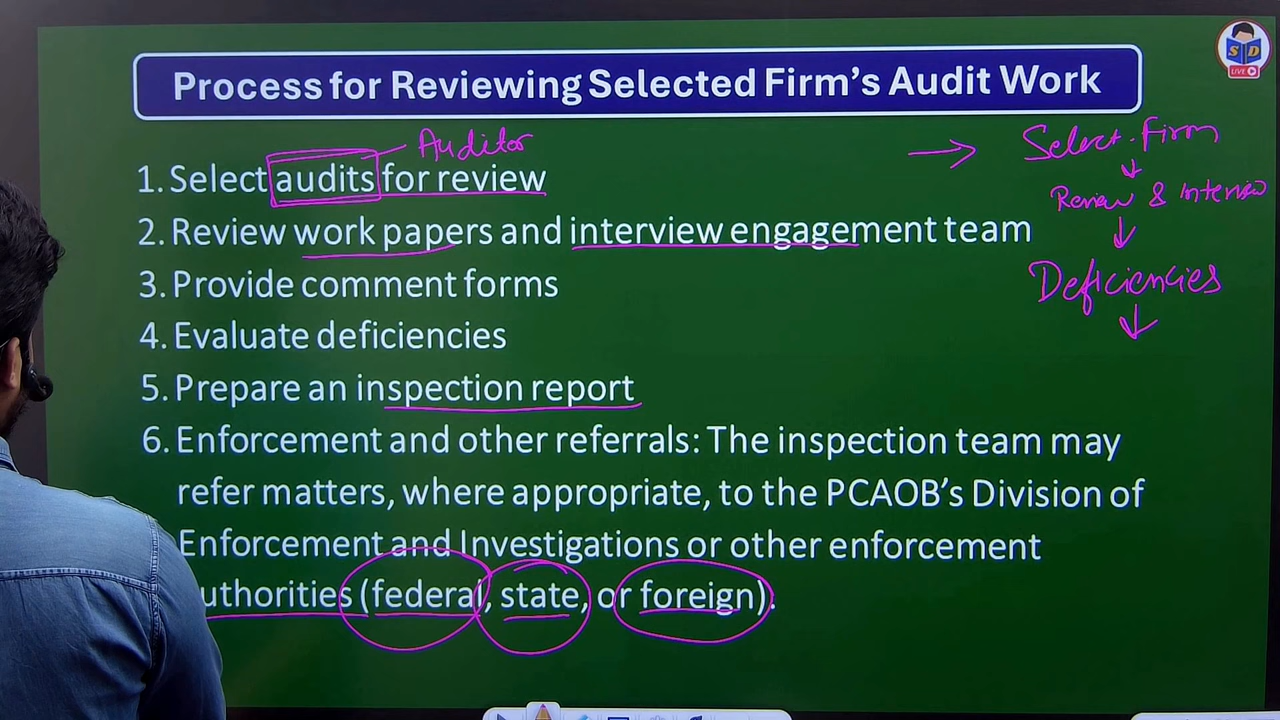 Process for Reviewing Selected Firm's Audit Work
Auditor
1. Select audits for review
2. Review work papers and interview engagement team
3. Provide comment forms
4. Evaluate deficiencies
5. Prepare an inspection report
6. Enforcement and other referrals: The inspection team may
refer matters, where appropriate, to the PCAOB's Division of
Enforcement and Investigations or other enforcement
uthorities (federal, state, or foreign).
→ Select Firm
↓
Review & Interview
↓
Deficiencies
↓
S D
LIVE